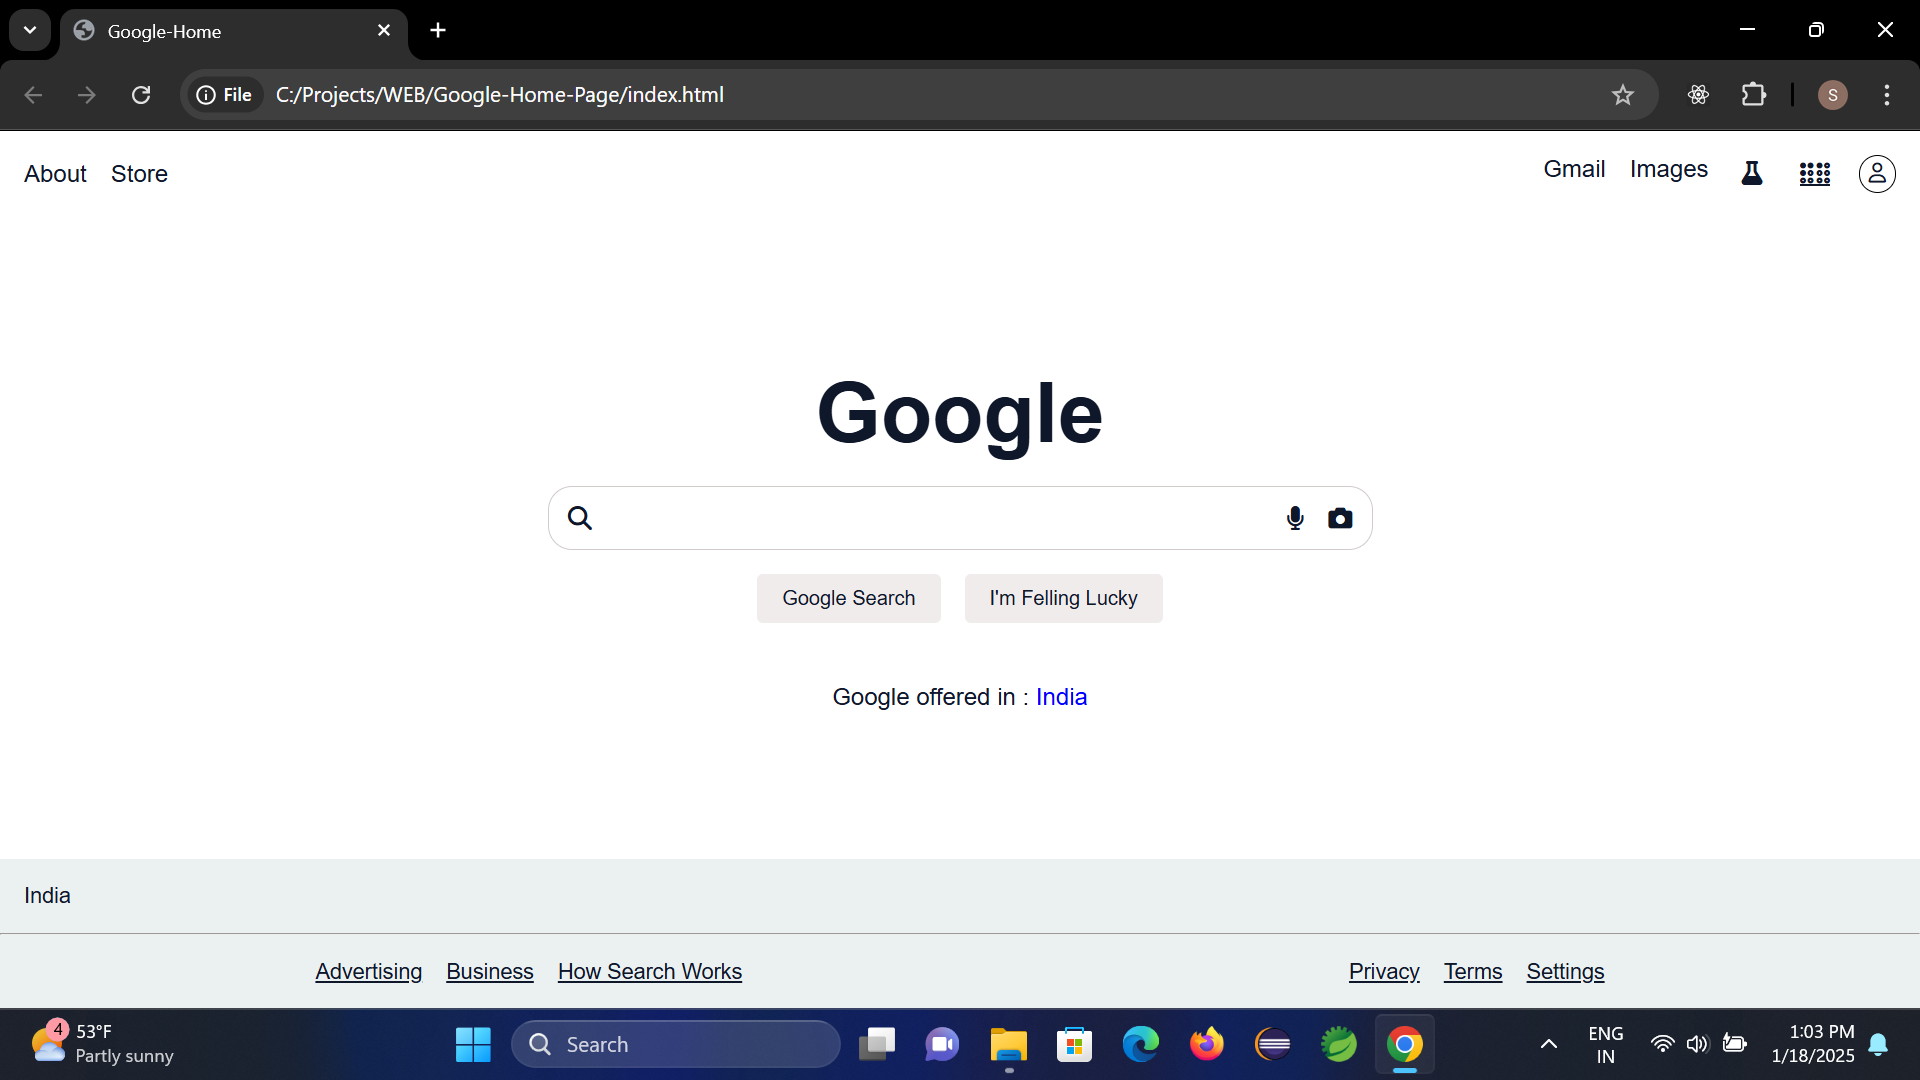 Google-Home
File C:/Projects/WEB/Google-Home-Page/index.html
S
About Store
Gmail Images
Google
Google Search I'm Felling Lucky
Google offered in : India
India
Advertising Business How Search Works
Privacy Terms Settings
4
53°F
Partly sunny
Search
ENG
IN
1:03 PM
1/18/2025